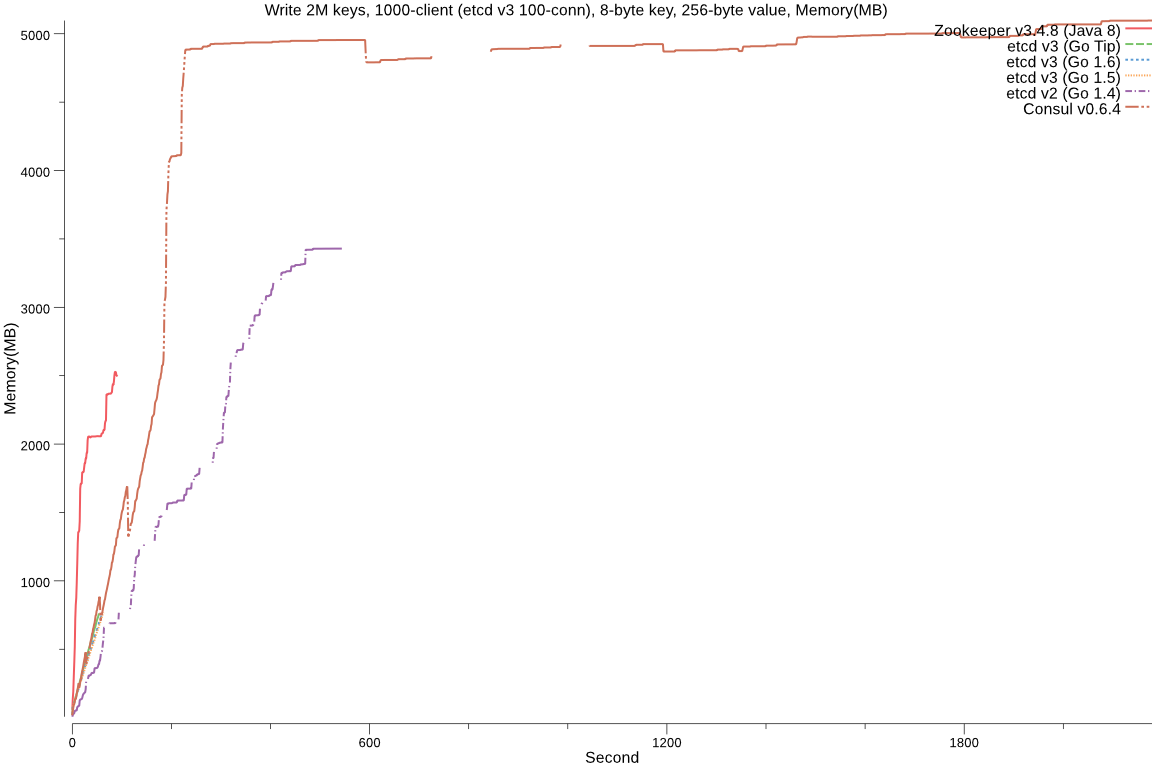 Write 2M keys, 1000-client (etcd v3 100-conn), 8-byte key, 256-byte value, Memory(MB)
Zookeeper v3.4.8 (Java 8)
etcd v3 (Go Tip)
etcd v3 (Go 1.6)
etcd v3 (Go 1.5)
etcd v2 (Go 1.4)
Consul v0.6.4
5000
4000
3000
2000
1000
Memory(MB)
0
600
1200
1800
Second